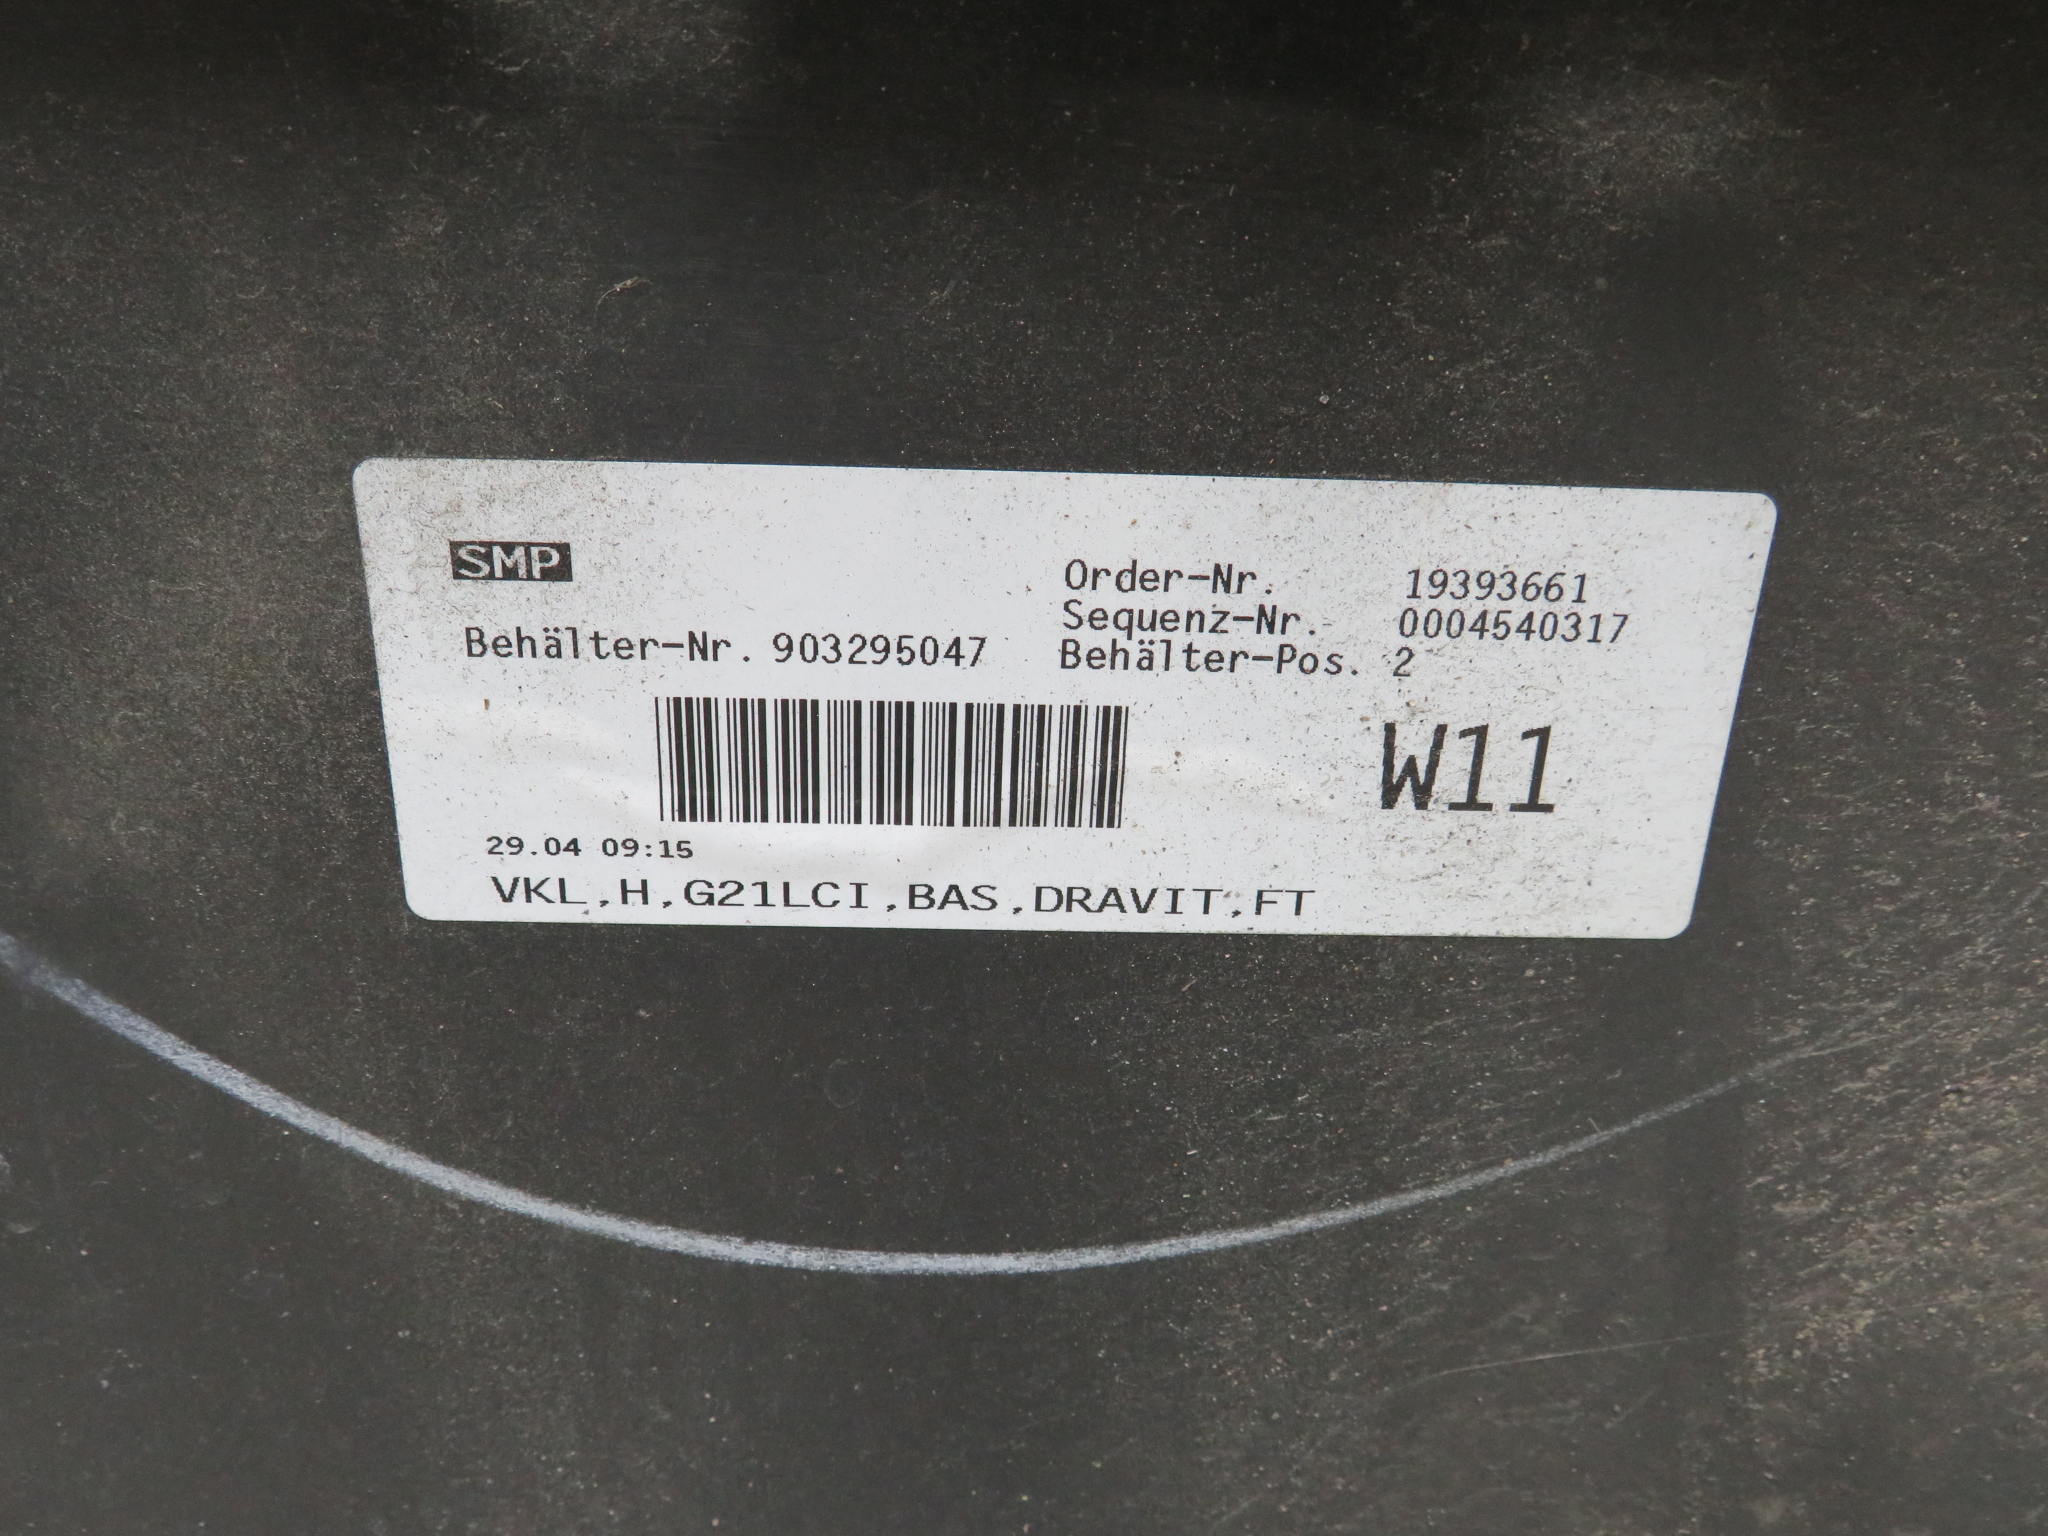 SMP
Order-Nr. 19393661
Sequenz-Nr. 0004540317
Behälter-Nr. 903295047 Behälter-Pos. 2
W11
29.04 09:15
VKL,H,G21LCI,BAS,DRAVIT,FT